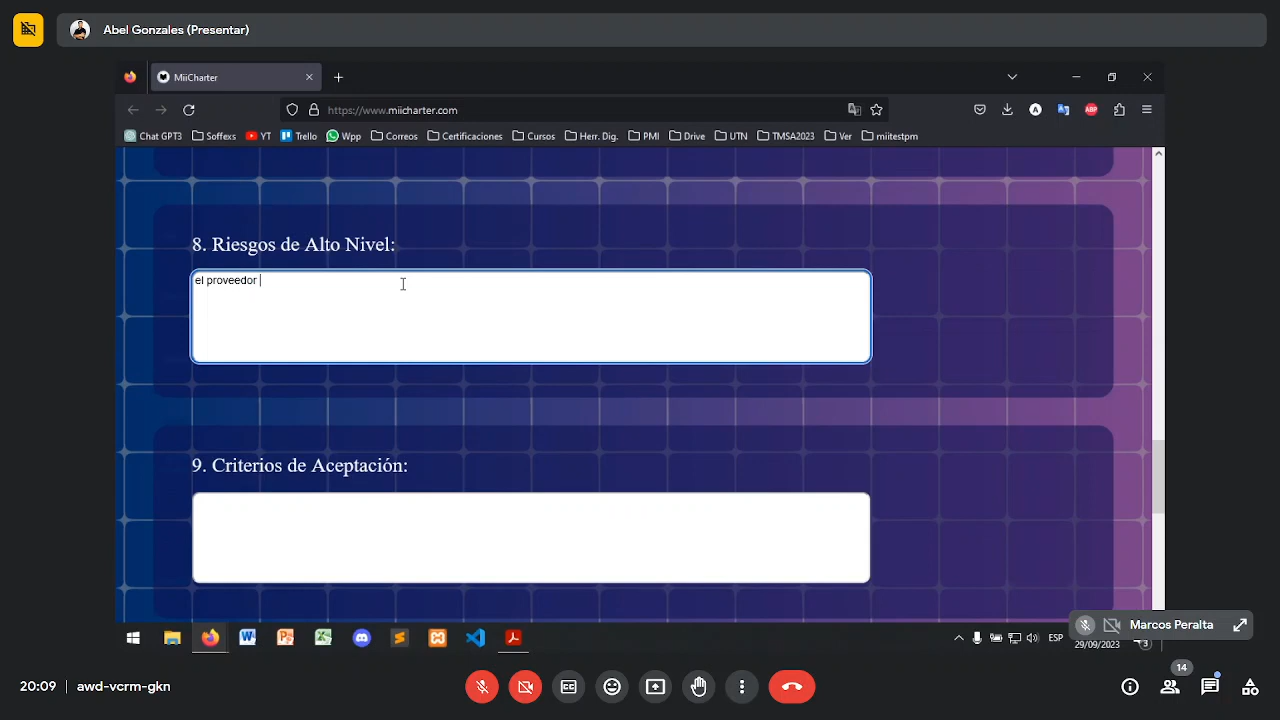 Abel Gonzales (Presentar)
MiiCharter
https://www.miicharter.com
Chat GPT3 Soffexs YT Trello Wpp Correos Certificaciones Cursos Herr. Dig. PMI Drive UTN TMSA2023 Ver miitestpm
8. Riesgos de Alto Nivel:
el proveedor
9. Criterios de Aceptación:
Marcos Peralta
ESP
29/09/2023
3
20:09 awd-vcrm-gkn
14